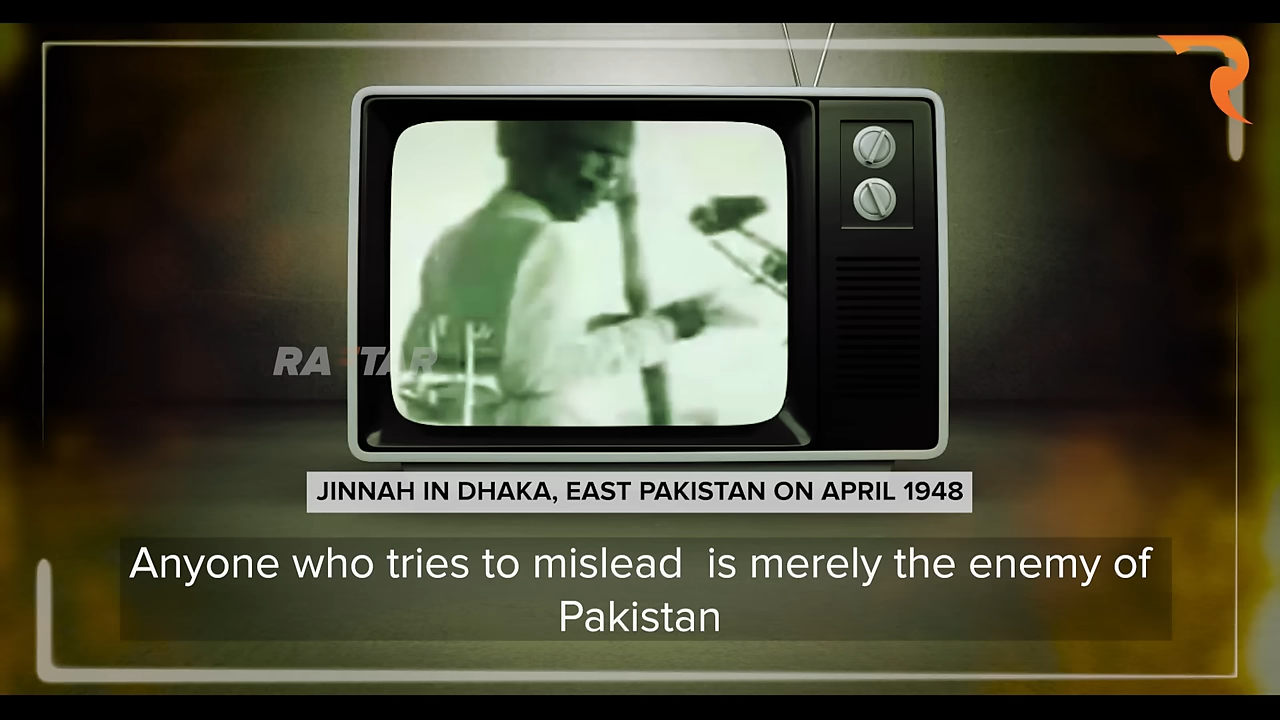 RAFTAR
JINNAH IN DHAKA, EAST PAKISTAN ON APRIL 1948
Anyone who tries to mislead  is merely the enemy of
Pakistan